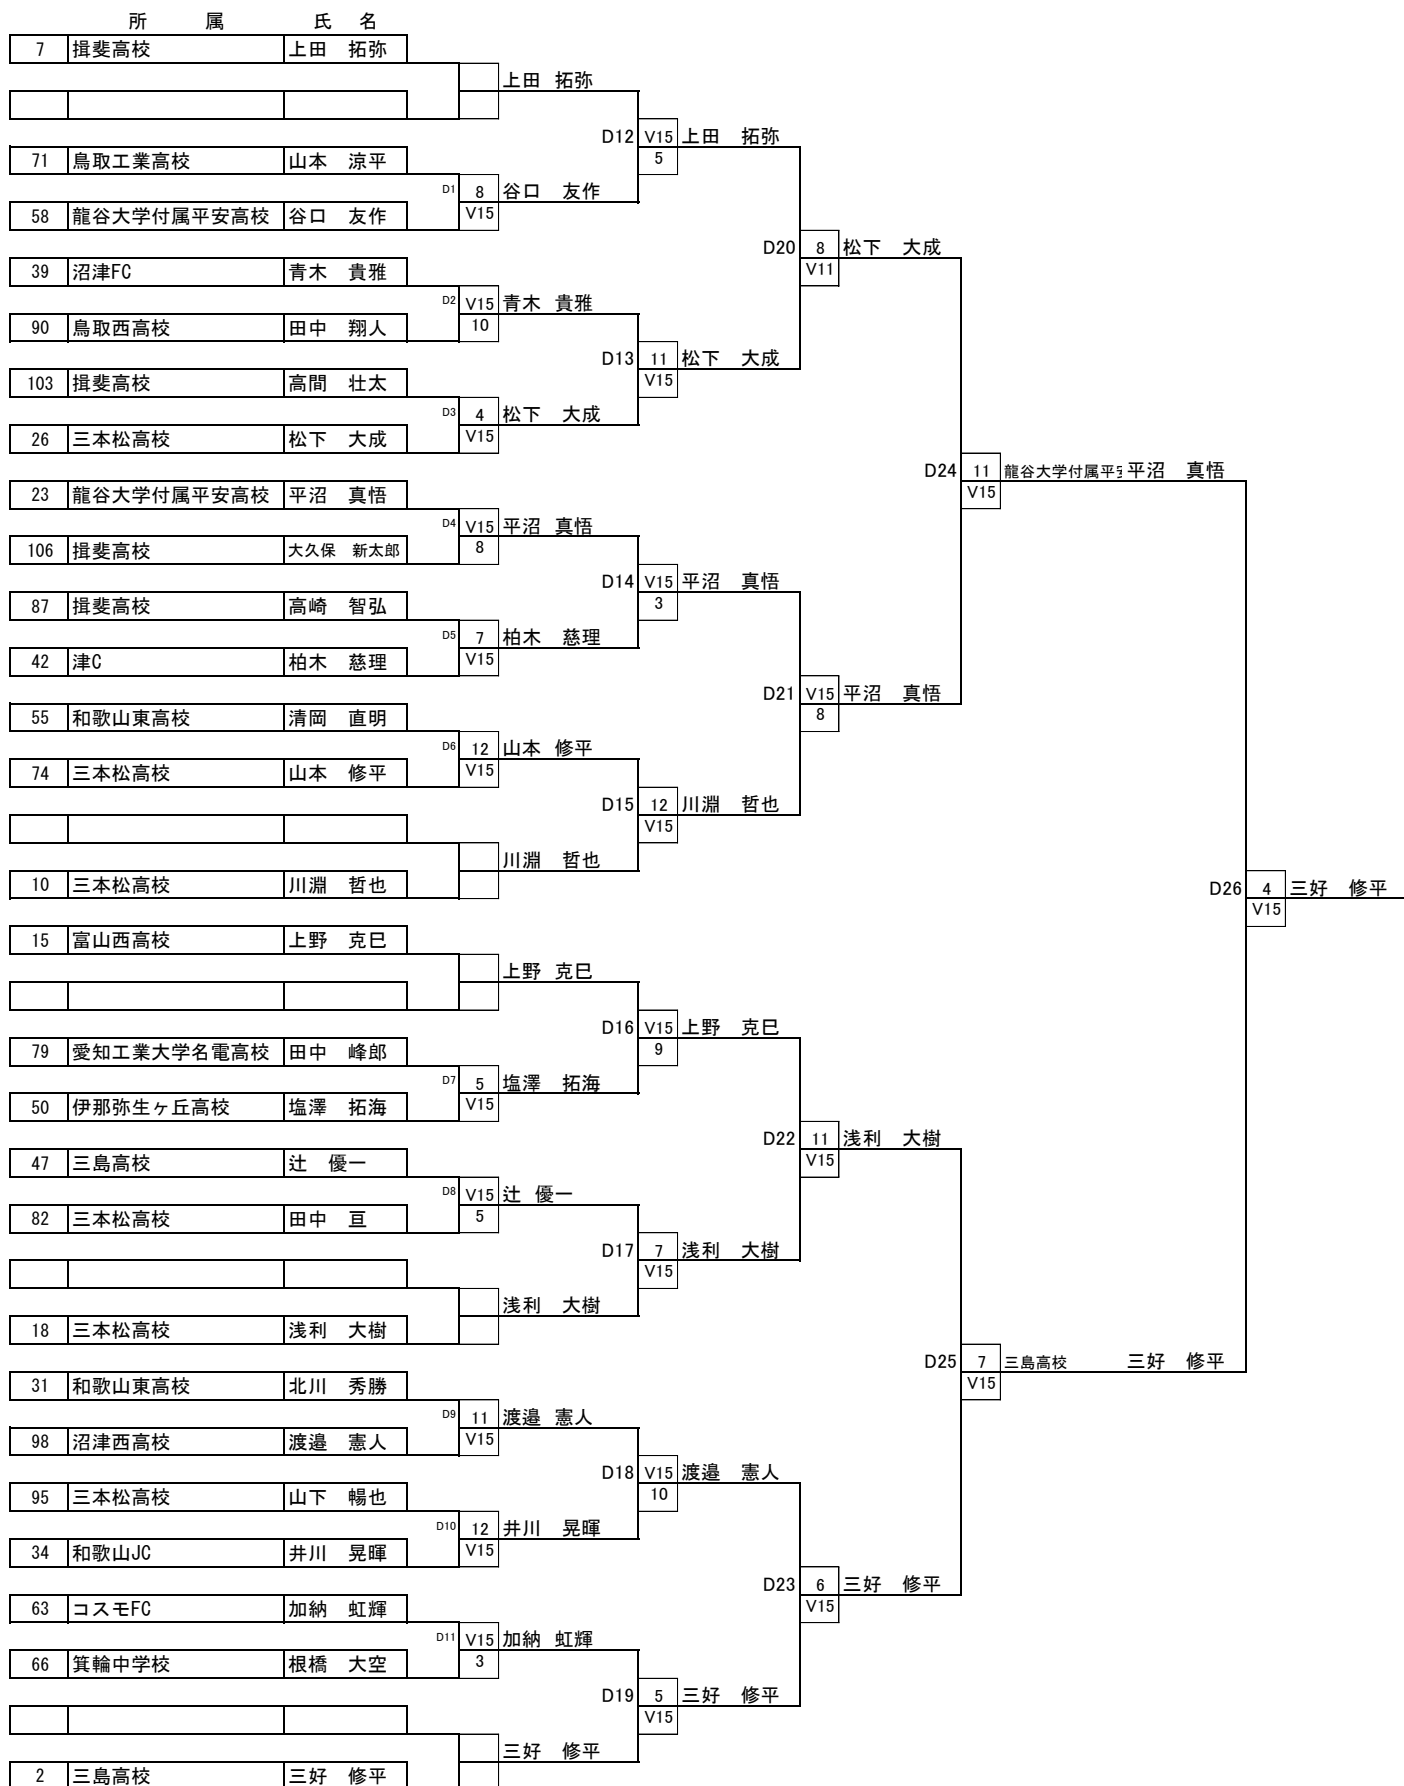 所 属 氏 名
7 揖斐高校 上田 拓弥
上田 拓弥
D12 V15 上田 拓弥
5
71 鳥取工業高校 山本 涼平
D1 8 谷口 友作
V15
58 龍谷大学付属平安高校 谷口 友作
D20 8 松下 大成
V11
39 沼津FC 青木 貴雅
D2 V15 青木 貴雅
10
90 鳥取西高校 田中 翔人
D13 11 松下 大成
V15
103 揖斐高校 高間 壮太
D3 4 松下 大成
V15
26 三本松高校 松下 大成
D24 11 龍谷大学付属平 平沼 真悟
V15
23 龍谷大学付属平安高校 平沼 真悟
D4 V15 平沼 真悟
8
106 揖斐高校 大久保 新太郎
D14 V15 平沼 真悟
3
87 揖斐高校 高崎 智弘
D5 7 柏木 慈理
V15
42 津C 柏木 慈理
D21 V15 平沼 真悟
8
55 和歌山東高校 清岡 直明
D6 12 山本 修平
V15
74 三本松高校 山本 修平
D15 12 川淵 哲也
V15
川淵 哲也
10 三本松高校 川淵 哲也
D26 4 三好 修平
V15
15 富山西高校 上野 克巳
上野 克巳
D16 V15 上野 克巳
9
79 愛知工業大学名電高校 田中 峰郎
D7 5 塩澤 拓海
V15
50 伊那弥生ヶ丘高校 塩澤 拓海
D22 11 浅利 大樹
V15
47 三島高校 辻 優一
D8 V15 辻 優一
5
82 三本松高校 田中 亘
D17 7 浅利 大樹
V15
浅利 大樹
18 三本松高校 浅利 大樹
D25 7 三島高校 三好 修平
V15
31 和歌山東高校 北川 秀勝
D9 11 渡邉 憲人
V15
98 沼津西高校 渡邉 憲人
D18 V15 渡邉 憲人
10
95 三本松高校 山下 暢也
D10 12 井川 晃暉
V15
34 和歌山JC 井川 晃暉
D23 6 三好 修平
V15
63 コスモFC 加納 虹輝
D11 V15 加納 虹輝
3
66 箕輪中学校 根橋 大空
D19 5 三好 修平
V15
三好 修平
2 三島高校 三好 修平